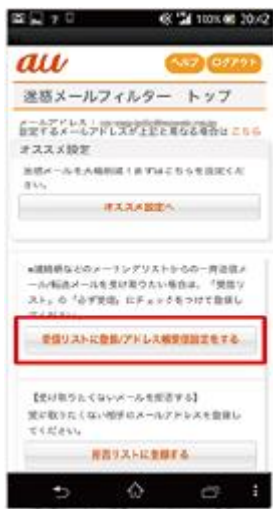 100% 20:42
au
ヘルプ ログアウト
迷惑メールフィルター トップ
メールアドレス：
設定するメールアドレスが上記と異なる場合は こちら
オススメ設定
迷惑メールを大幅削減！まずはこちらを設定くだ
さい。
オススメ設定へ
■連絡網などのメーリングリストからの一斉送信メ
ール/転送メールを受け取りたい場合は、「受信リ
スト」の「必ず受信」にチェックをつけて登録し
てください。
受信リストに登録/アドレス帳受信設定をする
【受け取りたくないメールを拒否する】
受け取りたくない相手のメールアドレスを登録し
てください。
拒否リストに登録する